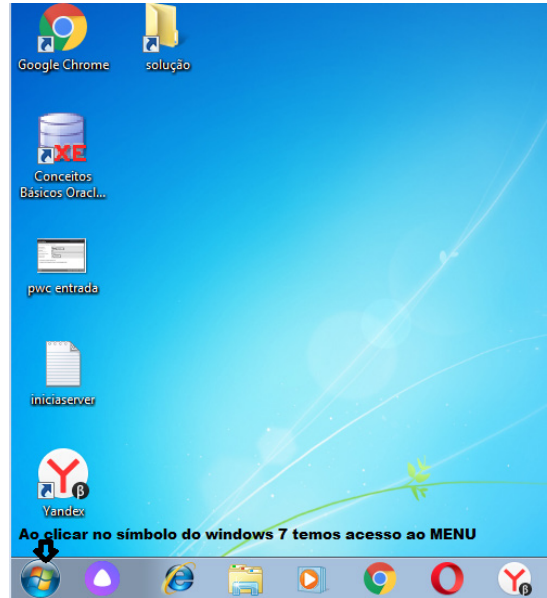 Google Chrome
solução
XE
Conceitos
Básicos Oracl...
pwc entrada
iniciaserver
β
Yandex
Ao clicar no símbolo do windows 7 temos acesso ao MENU
β